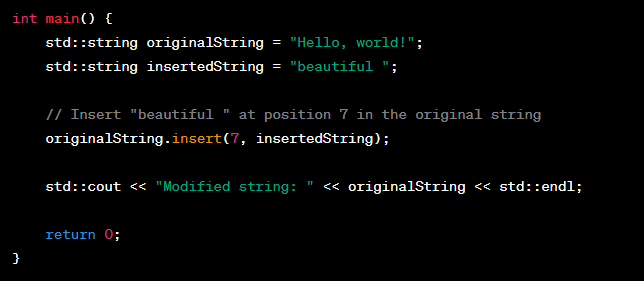 int main() {
    std::string originalString = "Hello, world!";
    std::string insertedString = "beautiful ";

    // Insert "beautiful " at position 7 in the original string
    originalString.insert(7, insertedString);

    std::cout << "Modified string: " << originalString << std::endl;

    return 0;
}